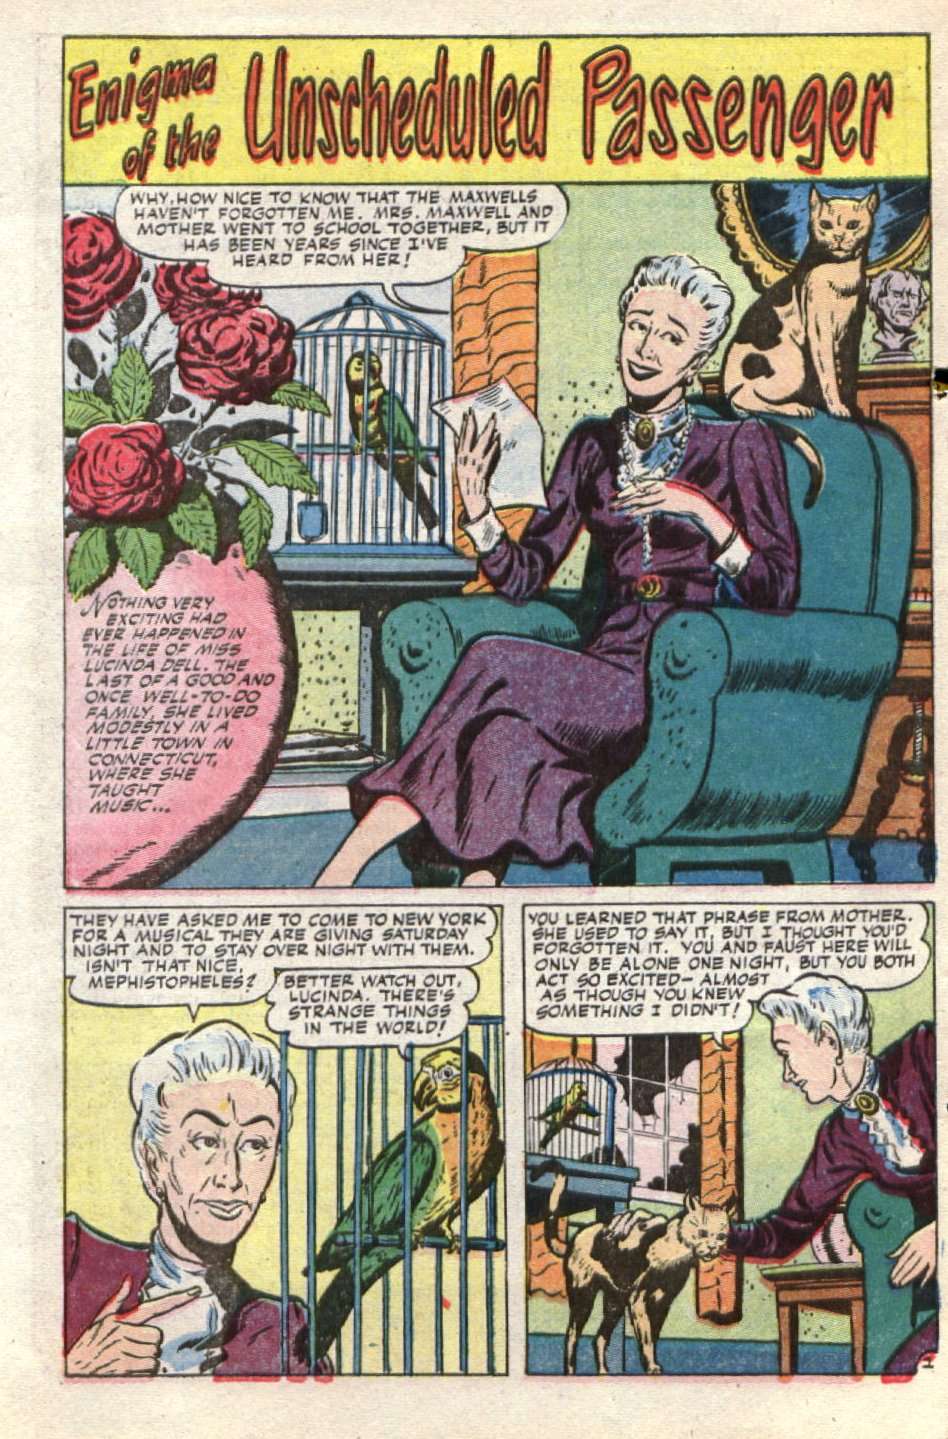 Enigma
of the
Unscheduled Passenger
WHY, HOW NICE TO KNOW THAT THE MAXWELLS
HAVEN'T FORGOTTEN ME. MRS. MAXWELL AND
MOTHER WENT TO SCHOOL TOGETHER, BUT IT
HAS BEEN YEARS SINCE I'VE
HEARD FROM HER!
NOTHING VERY
EXCITING HAD
EVER HAPPENED IN
THE LIFE OF MISS
LUCINDA DELL. THE
LAST OF A GOOD AND
ONCE WELL-TO-DO
FAMILY, SHE LIVED
MODESTLY IN A
LITTLE TOWN IN
CONNECTICUT,
WHERE SHE
TAUGHT
MUSIC...
THEY HAVE ASKED ME TO COME TO NEW YORK
FOR A MUSICAL THEY ARE GIVING SATURDAY
NIGHT AND TO STAY OVER NIGHT WITH THEM.
ISN'T THAT NICE,
MEPHISTOPHELES?
BETTER WATCH OUT,
LUCINDA. THERE'S
STRANGE THINGS
IN THE WORLD!
YOU LEARNED THAT PHRASE FROM MOTHER.
SHE USED TO SAY IT, BUT I THOUGHT YOU'D
FORGOTTEN IT. YOU AND FAUST HERE WILL
ONLY BE ALONE ONE NIGHT, BUT YOU BOTH
ACT SO EXCITED- ALMOST
AS THOUGH YOU KNEW
SOMETHING I DIDN'T!
1